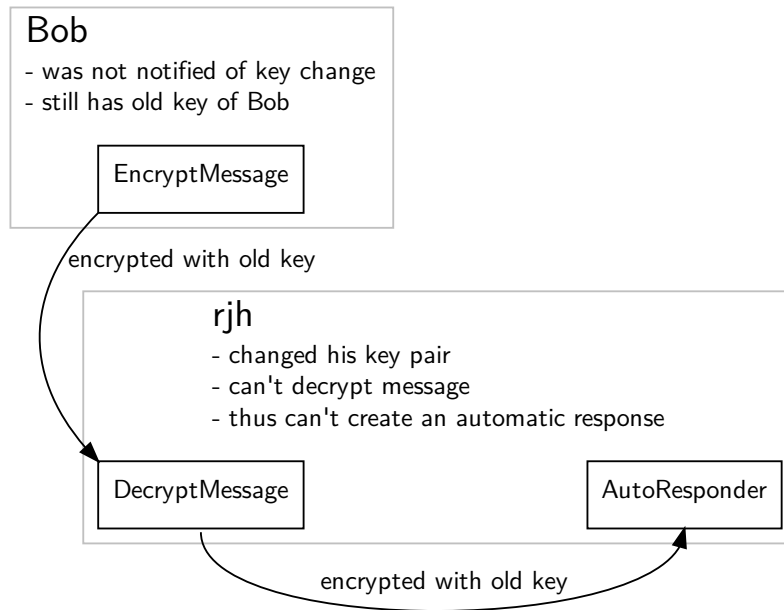 Bob
- was not notified of key change
- still has old key of Bob
EncryptMessage
encrypted with old key
rjh
- changed his key pair
- can't decrypt message
- thus can't create an automatic response
DecryptMessage
AutoResponder
encrypted with old key